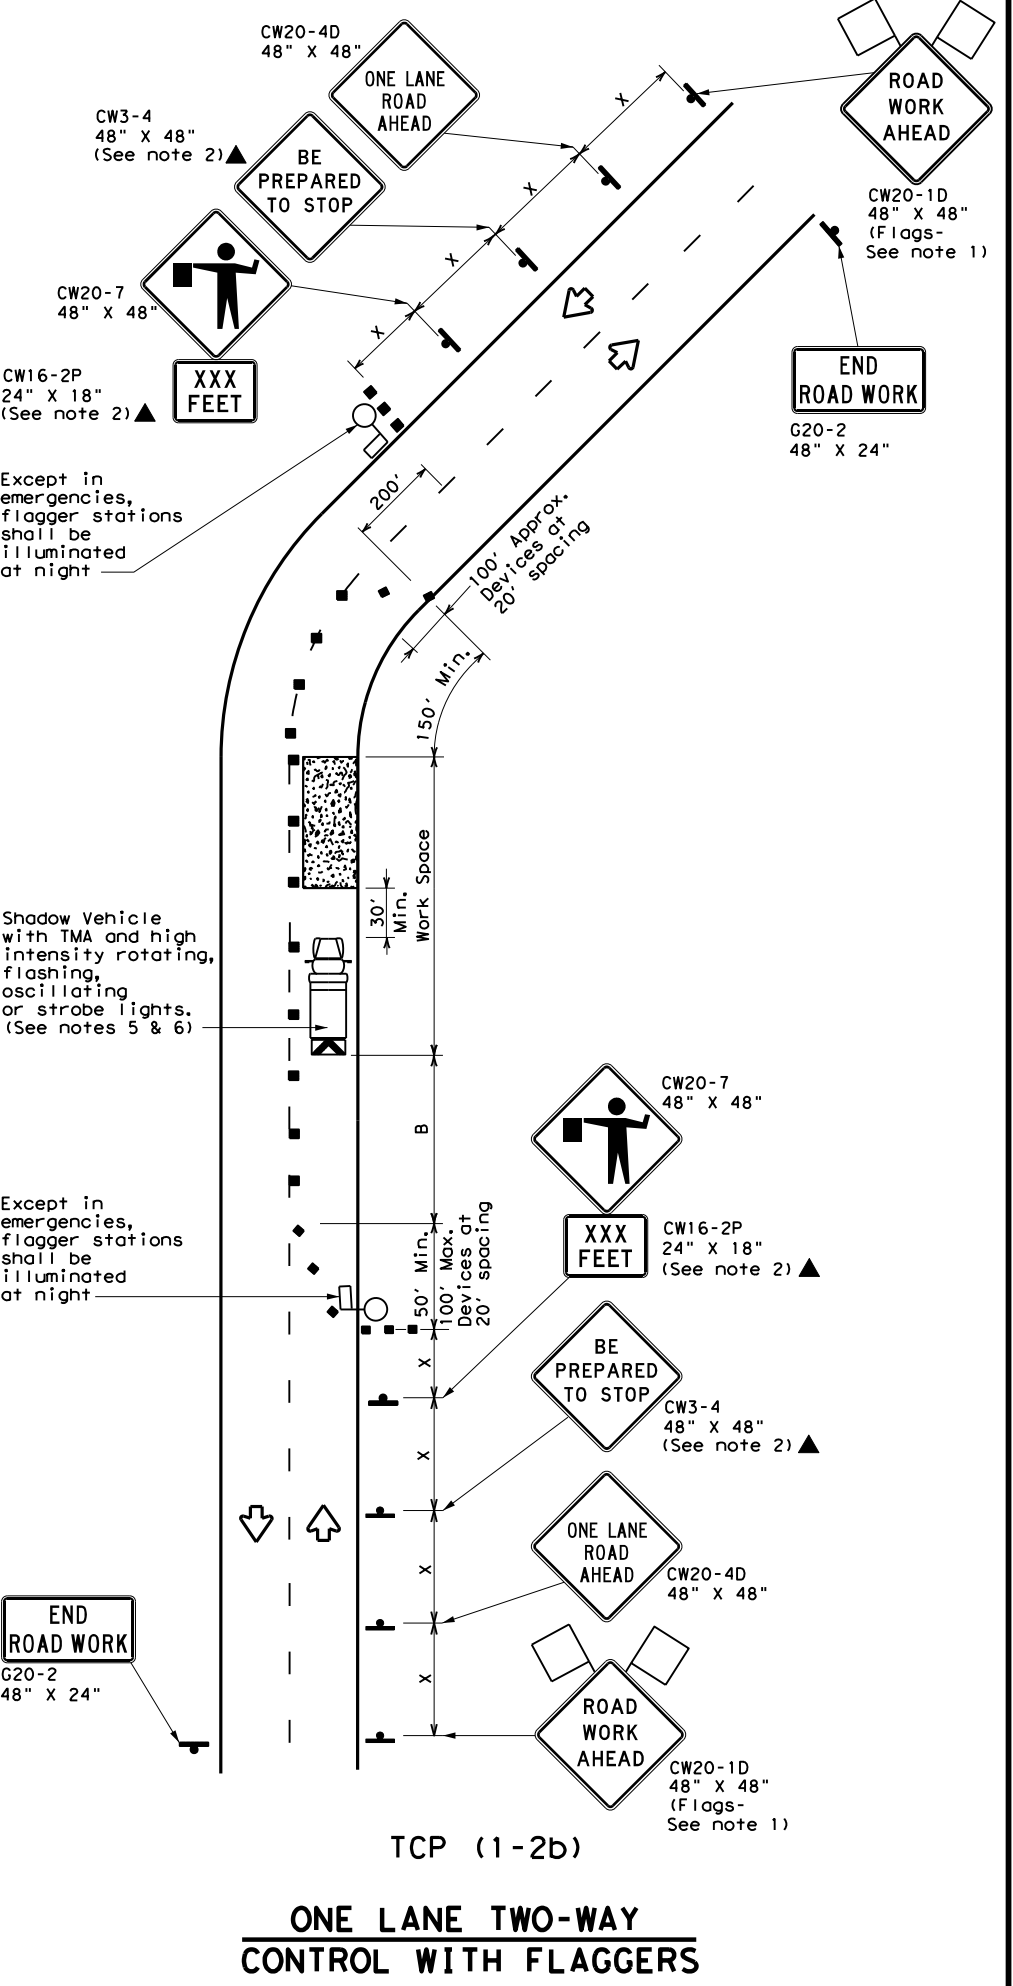 CW20-4D
48" X 48"
ONE LANE
ROAD
AHEAD
ROAD
WORK
AHEAD
CW20-1D
48" X 48"
(Flags-
See note 1)
CW3-4
48" X 48"
(See note 2)▲
BE
PREPARED
TO STOP
X
X
X
X
CW20-7
48" X 48"
CW16-2P
24" X 18"
(See note 2)▲
XXX
FEET
END
ROAD WORK
G20-2
48" X 24"
Except in
emergencies,
flagger stations
shall be
illuminated
at night
200'
100' Approx.
Devices at
20' spacing
150' Min.
Work Space
30'
Min.
Shadow Vehicle
with TMA and high
intensity rotating,
flashing,
oscillating
or strobe lights.
(See notes 5 & 6)
B
CW20-7
48" X 48"
XXX
FEET
CW16-2P
24" X 18"
(See note 2)▲
Except in
emergencies,
flagger stations
shall be
illuminated
at night
50' Min.
100' Max.
Devices at
20' spacing
X
X
X
X
BE
PREPARED
TO STOP
CW3-4
48" X 48"
(See note 2)▲
ONE LANE
ROAD
AHEAD
CW20-4D
48" X 48"
END
ROAD WORK
G20-2
48" X 24"
ROAD
WORK
AHEAD
CW20-1D
48" X 48"
(Flags-
See note 1)
TCP (1-2b)
ONE LANE TWO-WAY
CONTROL WITH FLAGGERS